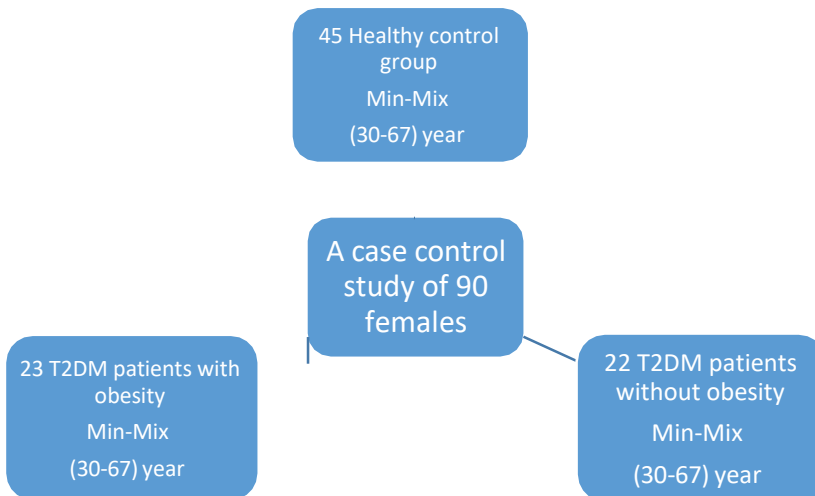 45 Healthy control
group
Min-Mix
(30-67) year
A case control
study of 90
females
23 T2DM patients with
obesity
Min-Mix
(30-67) year
22 T2DM patients
without obesity
Min-Mix
(30-67) year